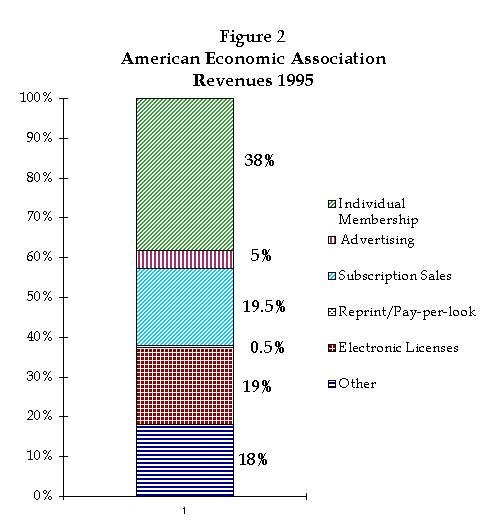 Figure 2
American Economic Association
Revenues 1995
100%
90%
80%
70%
60%
50%
40%
30%
20%
10%
0%
38%
5%
19.5%
0.5%
19%
18%
1
Individual
Membership
Advertising
Subscription Sales
Reprint/Pay-per-look
Electronic Licenses
Other